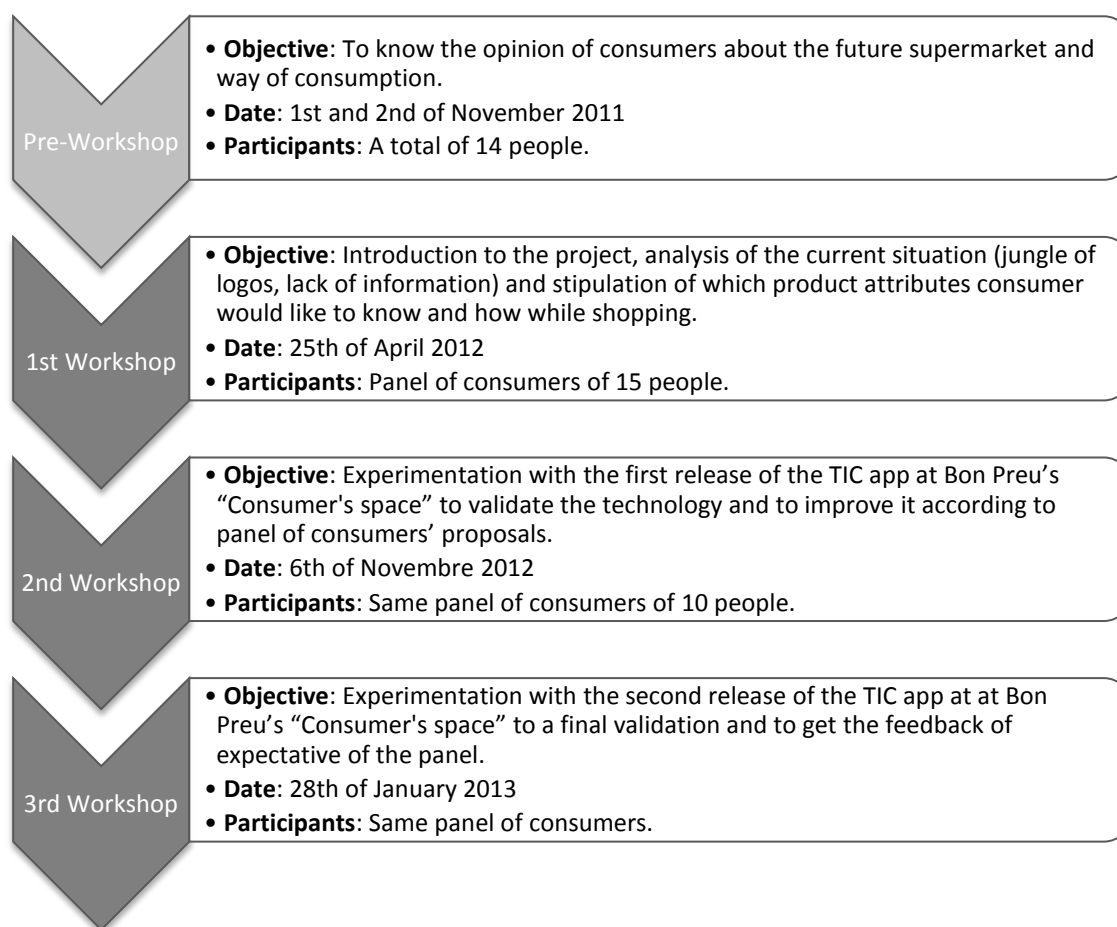 Pre-Workshop
• Objective: To know the opinion of consumers about the future supermarket and
way of consumption.
• Date: 1st and 2nd of November 2011
• Participants: A total of 14 people.
1st Workshop
• Objective: Introduction to the project, analysis of the current situation (jungle of
logos, lack of information) and stipulation of which product attributes consumer
would like to know and how while shopping.
• Date: 25th of April 2012
• Participants: Panel of consumers of 15 people.
2nd Workshop
• Objective: Experimentation with the first release of the TIC app at Bon Preu’s
“Consumer's space” to validate the technology and to improve it according to
panel of consumers’ proposals.
• Date: 6th of Novembre 2012
• Participants: Same panel of consumers of 10 people.
3rd Workshop
• Objective: Experimentation with the second release of the TIC app at at Bon
Preu’s “Consumer's space” to a final validation and to get the feedback of
expectative of the panel.
• Date: 28th of January 2013
• Participants: Same panel of consumers.